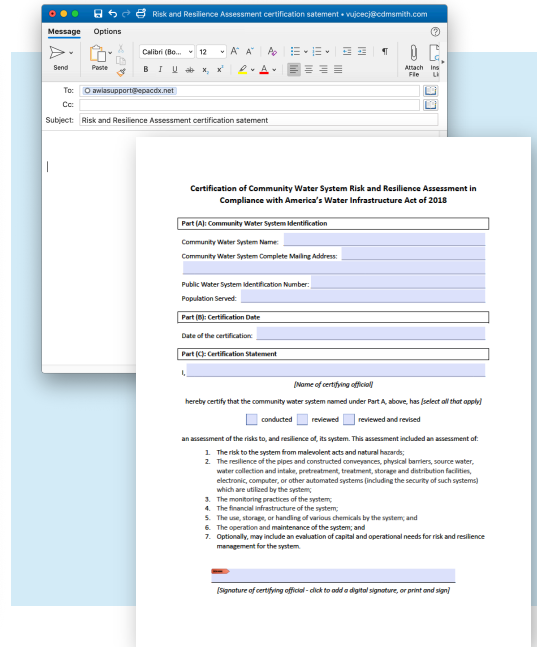 Risk and Resilience Assessment certification satement • vujcecj@cdmsmith.com
Message Options
Calibri (Bo... 12 A A Aₚ
Send Paste B I U ab x₂ x² A Attach File Ins Li
To: awiasupport@epacdx.net
Cc:
Subject: Risk and Resilience Assessment certification satement
Certification of Community Water System Risk and Resilience Assessment in
Compliance with America's Water Infrastructure Act of 2018
Part (A): Community Water System Identification
Community Water System Name:
Community Water System Complete Mailing Address:
Public Water System Identification Number:
Population Served:
Part (B): Certification Date
Date of the certification:
Part (C): Certification Statement
I,
[Name of certifying official]
hereby certify that the community water system named under Part A, above, has [select all that apply]
conducted reviewed reviewed and revised
an assessment of the risks to, and resilience of, its system. This assessment included an assessment of:
1. The risk to the system from malevolent acts and natural hazards;
2. The resilience of the pipes and constructed conveyances, physical barriers, source water,
water collection and intake, pretreatment, treatment, storage and distribution facilities,
electronic, computer, or other automated systems (including the security of such systems)
which are utilized by the system;
3. The monitoring practices of the system;
4. The financial infrastructure of the system;
5. The use, storage, or handling of various chemicals by the system; and
6. The operation and maintenance of the system; and
7. Optionally, may include an evaluation of capital and operational needs for risk and resilience
management for the system.
[Signature of certifying official - click to add a digital signature, or print and sign]